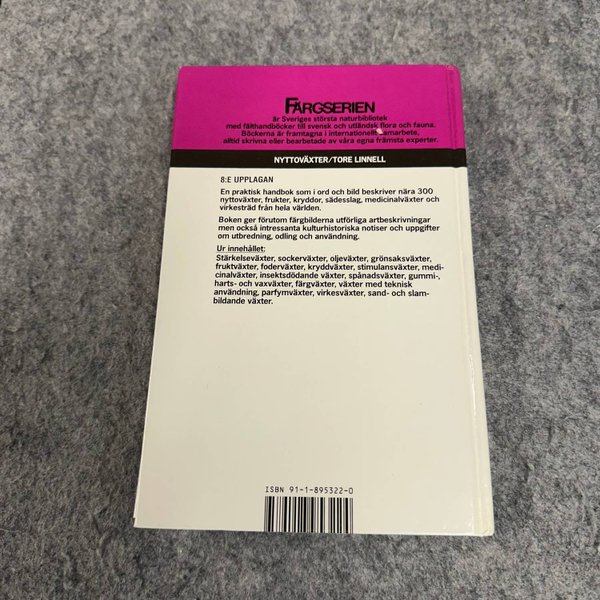 FÄRGSERIEN
är Sveriges största naturbibliotek
med fälthandböcker till svensk och utländsk flora och fauna.
Böckerna är framtagna i internationellt samarbete,
alltid skrivna eller bearbetade av våra egna främsta experter.
NYTTOVÄXTER/TORE LINNELL
8:E UPPLAGAN
En praktisk handbok som i ord och bild beskriver nära 300
nyttoväxter, frukter, kryddor, sädesslag, medicinalväxter och
virkesträd från hela världen.
Boken ger förutom färgbilderna utförliga artbeskrivningar
men också intressanta kulturhistoriska notiser och uppgifter
om utbredning, odling och användning.
Ur innehållet:
Stärkelseväxter, sockerväxter, oljeväxter, grönsaksväxter,
fruktväxter, foderväxter, kryddväxter, stimulansväxter, medi-
cinalväxter, insektsdödande växter, spånadsväxter, gummi-,
harts- och vaxväxter, färgväxter, växter med teknisk
användning, parfymväxter, virkesväxter, sand- och slam-
bildande växter.
ISBN 91-1-895322-0